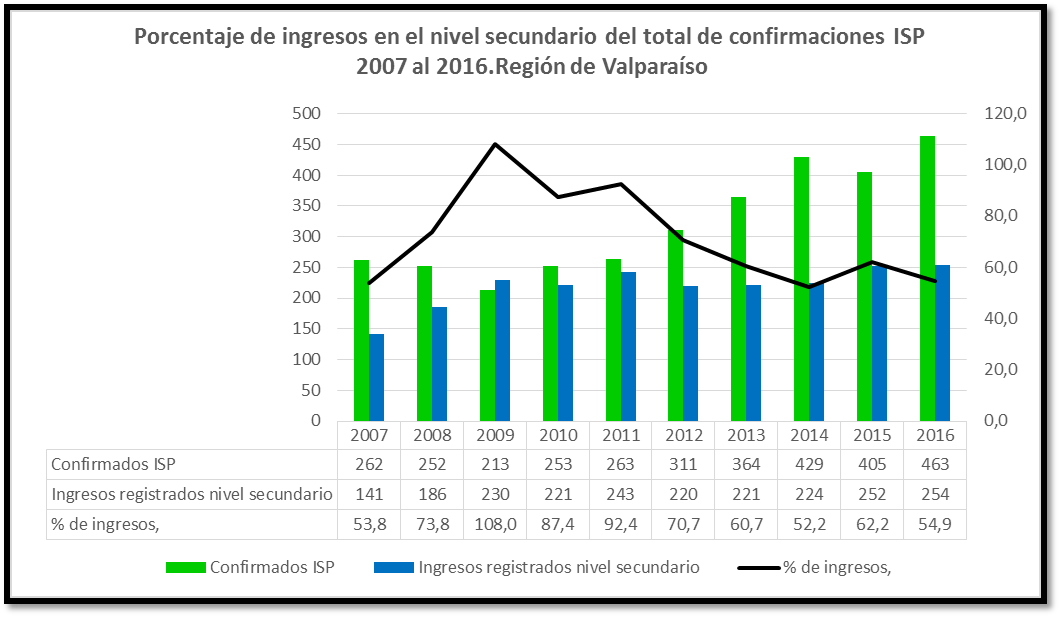 Porcentaje de ingresos en el nivel secundario del total de confirmaciones ISP
2007 al 2016.Región de Valparaíso
500 120,0
450
400 100,0
350
300 80,0
250 60,0
200
150 40,0
100 20,0
50
0 0,0
2007 2008 2009 2010 2011 2012 2013 2014 2015 2016
Confirmados ISP 262 252 213 253 263 311 364 429 405 463
Ingresos registrados nivel secundario 141 186 230 221 243 220 221 224 252 254
% de ingresos, 53,8 73,8 108,0 87,4 92,4 70,7 60,7 52,2 62,2 54,9
Confirmados ISP Ingresos registrados nivel secundario % de ingresos,